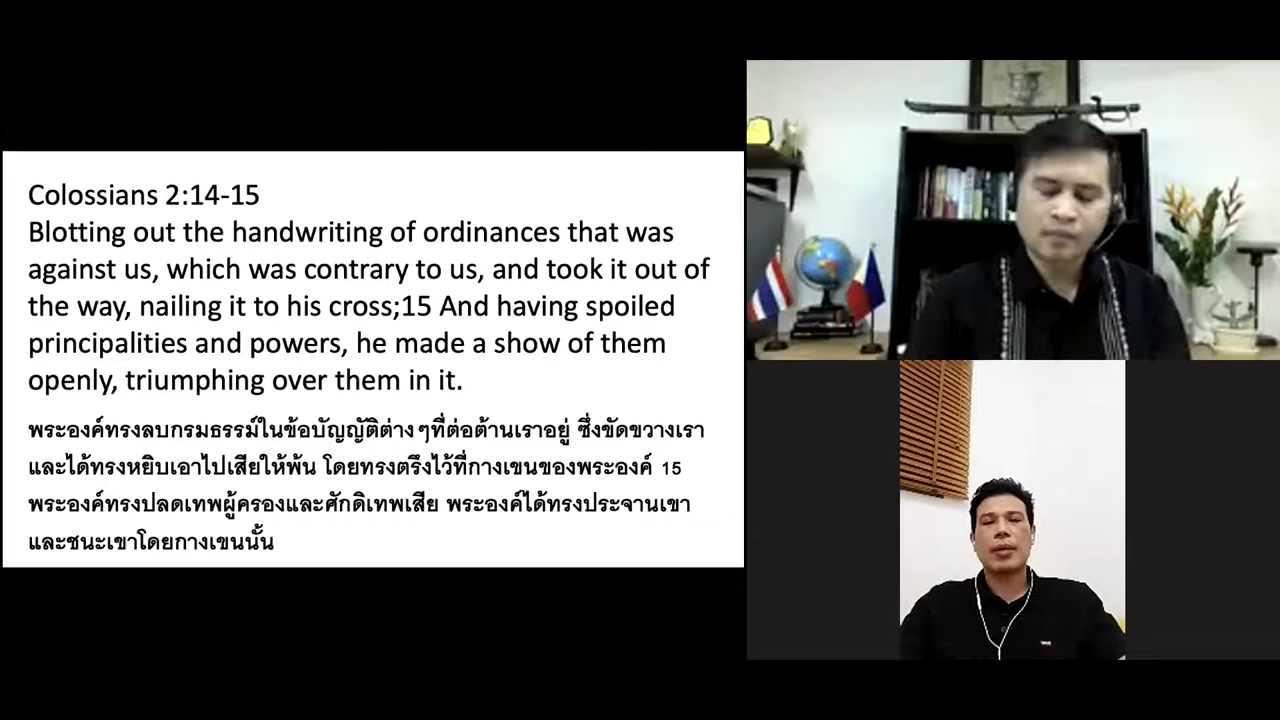 Colossians 2:14-15
Blotting out the handwriting of ordinances that was
against us, which was contrary to us, and took it out of
the way, nailing it to his cross;15 And having spoiled
principalities and powers, he made a show of them
openly, triumphing over them in it.
พระองค์ทรงลบกรมธรรม์ในข้อบัญญัติต่างๆที่ต่อต้านเราอยู่ ซึ่งขัดขวางเรา
และได้ทรงหยิบเอาไปเสียให้พ้น โดยทรงตรึงไว้ที่กางเขนของพระองค์ 15
พระองค์ทรงปลดเทพผู้ครองและศักดิเทพเสีย พระองค์ได้ทรงประจานเขา
และชนะเขาโดยกางเขนนั้น